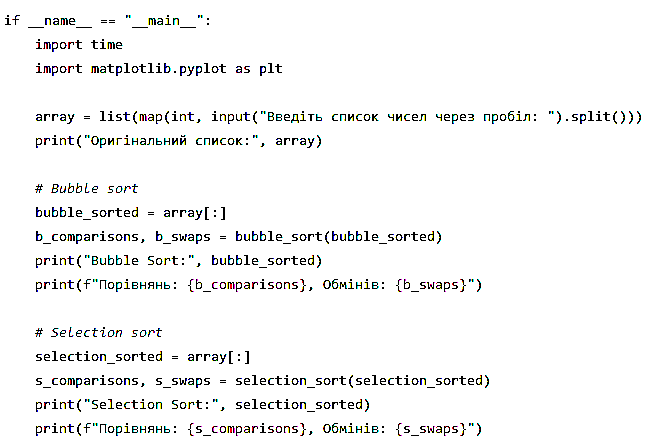 if __name__ == "__main__":
    import time
    import matplotlib.pyplot as plt

    array = list(map(int, input("Введіть список чисел через пробіл: ").split()))
    print("Оригінальний список:", array)

    # Bubble sort
    bubble_sorted = array[:]
    b_comparisons, b_swaps = bubble_sort(bubble_sorted)
    print("Bubble Sort:", bubble_sorted)
    print(f"Порівнянь: {b_comparisons}, Обмінів: {b_swaps}")

    # Selection sort
    selection_sorted = array[:]
    s_comparisons, s_swaps = selection_sort(selection_sorted)
    print("Selection Sort:", selection_sorted)
    print(f"Порівнянь: {s_comparisons}, Обмінів: {s_swaps}")